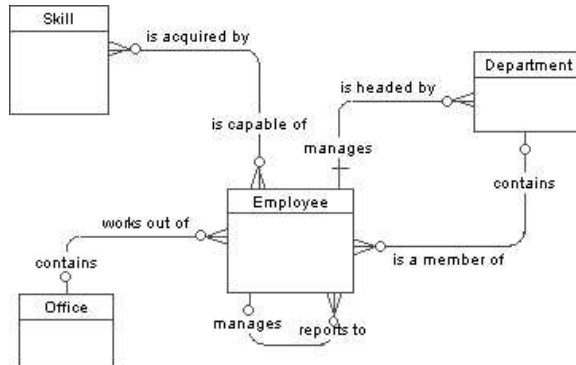 Skill
is acquired by
Department
is headed by
is capable of
manages
contains
Employee
works out of
is a member of
contains
Office
manages
reports to